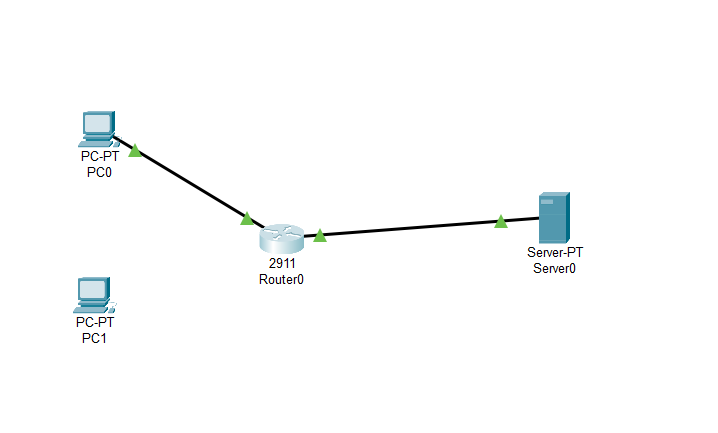 PC-PT
PC0
2911
Router0
Server-PT
Server0
PC-PT
PC1